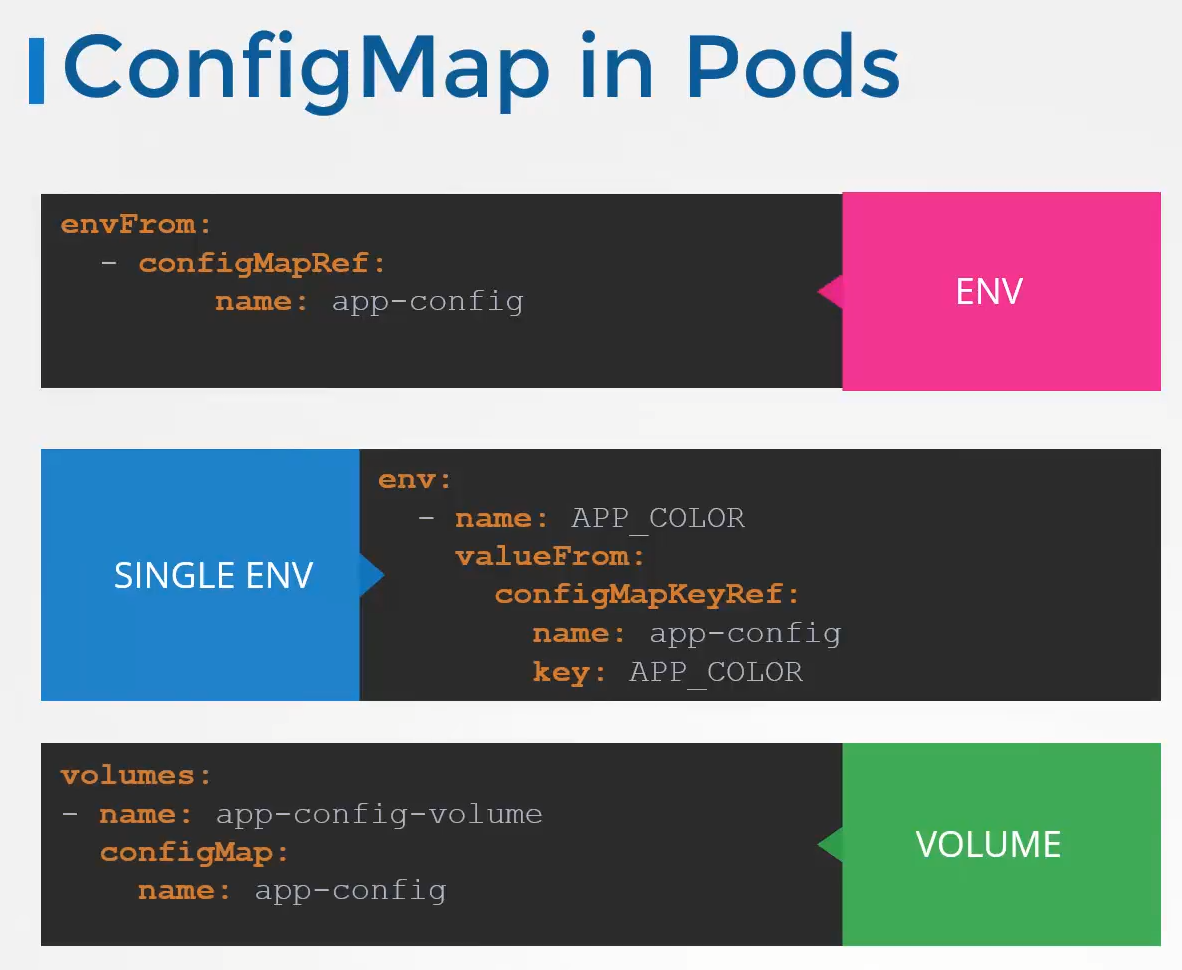 ConfigMap in Pods
envFrom:
  - configMapRef:
        name: app-config
ENV
SINGLE ENV
env:
  - name: APP_COLOR
    valueFrom:
      configMapKeyRef:
        name: app-config
        key: APP_COLOR
volumes:
- name: app-config-volume
  configMap:
    name: app-config
VOLUME